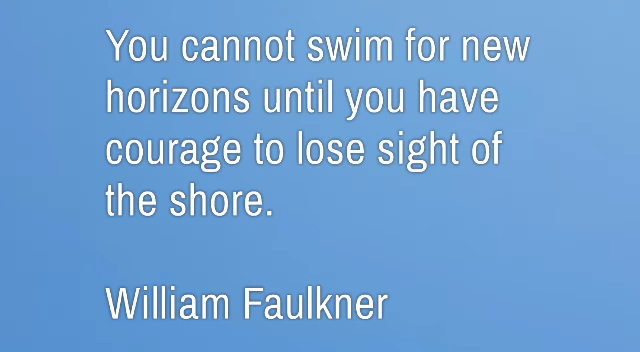 You cannot swim for new
horizons until you have
courage to lose sight of
the shore.
William Faulkner